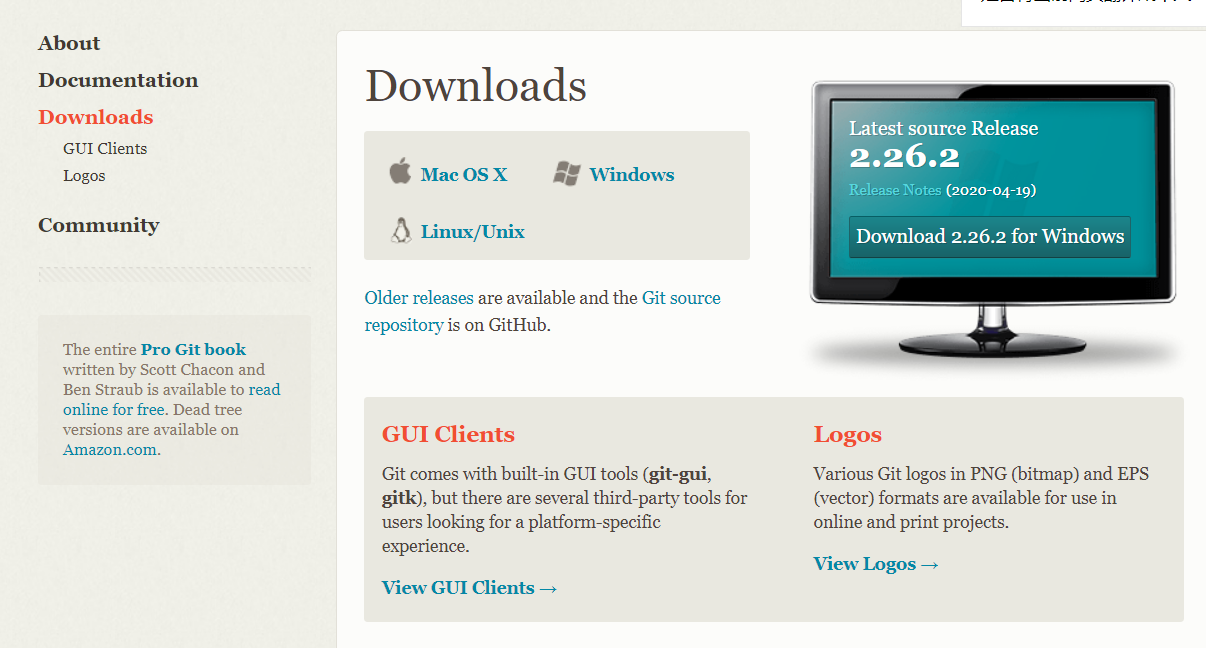 About
Documentation
Downloads
GUI Clients
Logos
Community
The entire Pro Git book
written by Scott Chacon and
Ben Straub is available to read
online for free. Dead tree
versions are available on
Amazon.com.
Downloads
Mac OS X
Windows
Linux/Unix
Older releases are available and the Git source
repository is on GitHub.
Latest source Release
2.26.2
Release Notes (2020-04-19)
Download 2.26.2 for Windows
GUI Clients
Git comes with built-in GUI tools (git-gui,
gitk), but there are several third-party tools for
users looking for a platform-specific
experience.
View GUI Clients →
Logos
Various Git logos in PNG (bitmap) and EPS
(vector) formats are available for use in
online and print projects.
View Logos →